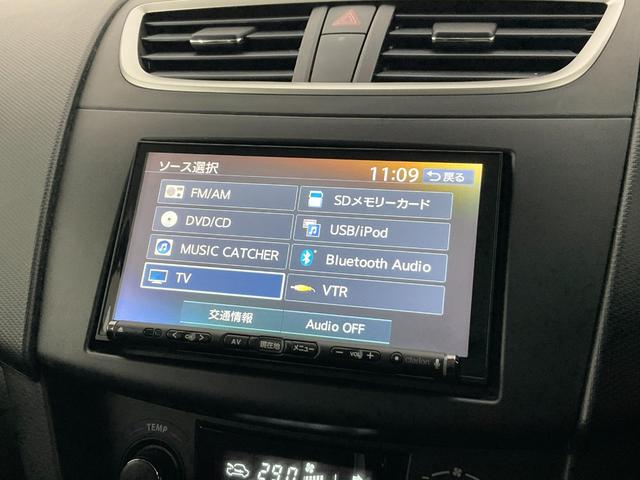 ソース選択 11:09 戻る
FM/AM SDメモリーカード
DVD/CD USB/iPod
MUSIC CATCHER Bluetooth Audio
TV VTR
交通情報 Audio OFF
AV 現在地 メニュー − VOL + clarion
TEMP
290